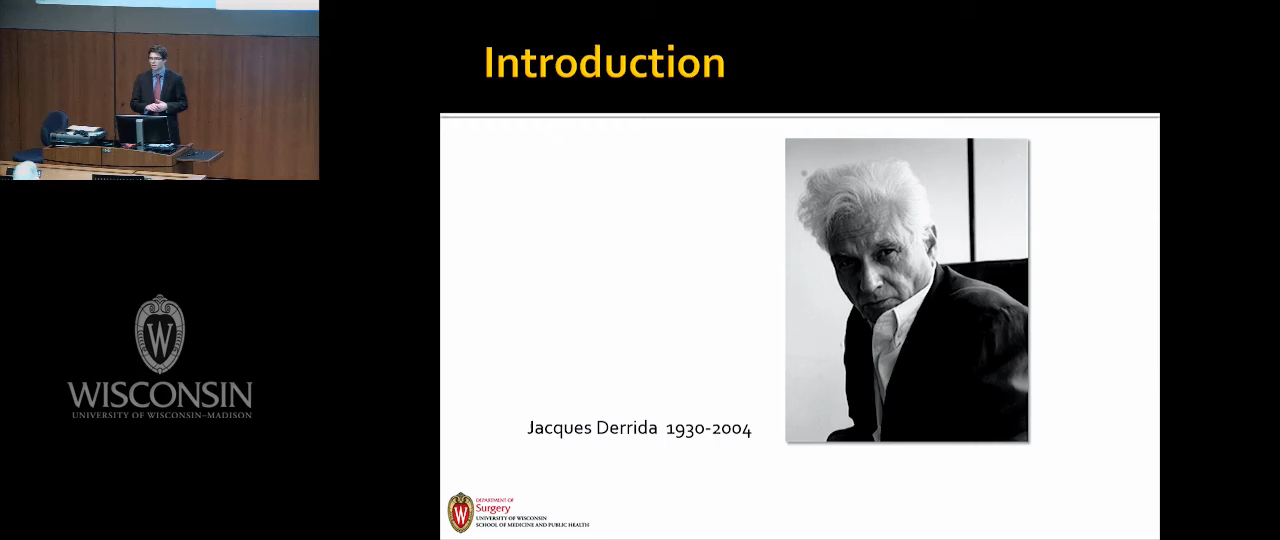 Introduction
Jacques Derrida 1930-2004
W
WISCONSIN
UNIVERSITY OF WISCONSIN–MADISON
W
DEPARTMENT OF
Surgery
UNIVERSITY OF WISCONSIN
SCHOOL OF MEDICINE AND PUBLIC HEALTH